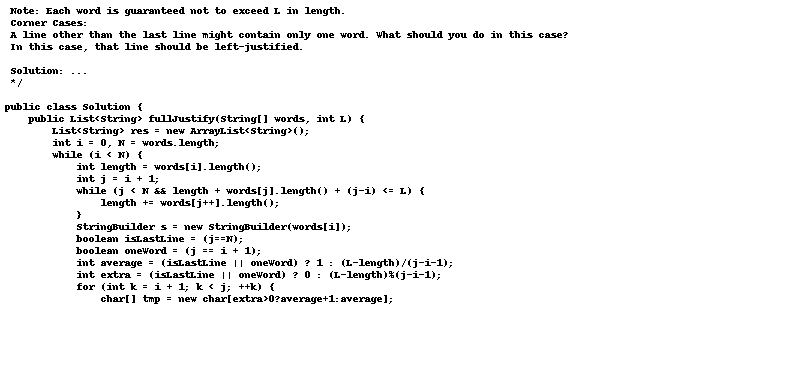 Note: Each word is guaranteed not to exceed L in length.
Corner Cases:
A line other than the last line might contain only one word. What should you do in this case?
In this case, that line should be left-justified.

Solution: ...
*/

public class Solution {
    public List<String> fullJustify(String[] words, int L) {
        List<String> res = new ArrayList<String>();
        int i = 0, N = words.length;
        while (i < N) {
            int length = words[i].length();
            int j = i + 1;
            while (j < N && length + words[j].length() + (j-i) <= L) {
                length += words[j++].length();
            }
            StringBuilder s = new StringBuilder(words[i]);
            boolean isLastLine = (j==N);
            boolean oneWord = (j == i + 1);
            int average = (isLastLine || oneWord) ? 1 : (L-length)/(j-i-1);
            int extra = (isLastLine || oneWord) ? 0 : (L-length)%(j-i-1);
            for (int k = i + 1; k < j; ++k) {
                char[] tmp = new char[extra>0?average+1:average];